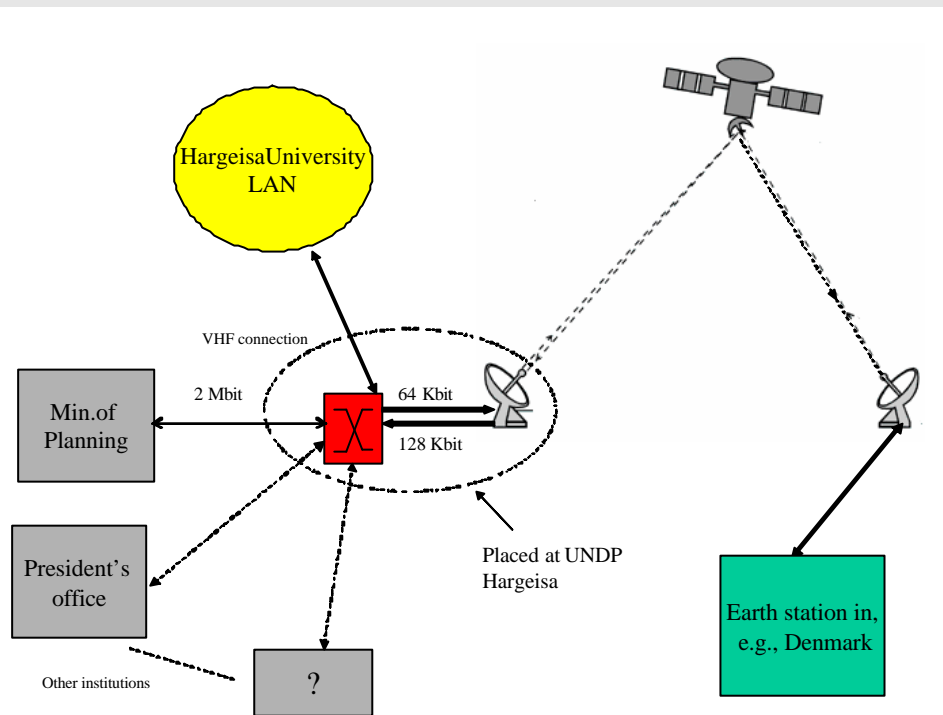 HargeisaUniversity
LAN
VHF connection
2 Mbit
64 Kbit
128 Kbit
Min.of
Planning
Placed at UNDP
Hargeisa
President's
office
Earth station in,
e.g., Denmark
Other institutions
?